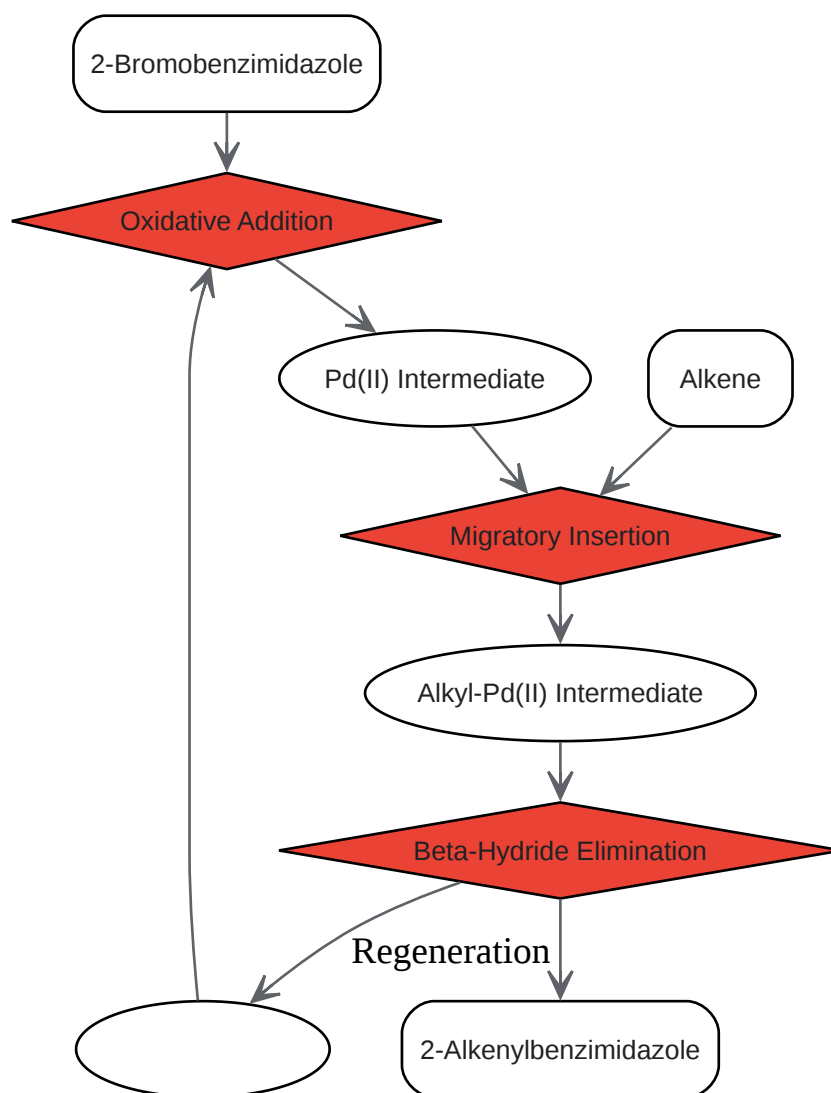 2-Bromobenzimidazole
Oxidative Addition
Pd(II) Intermediate
Alkene
Migratory Insertion
Alkyl-Pd(II) Intermediate
Beta-Hydride Elimination
Regeneration
2-Alkenylbenzimidazole